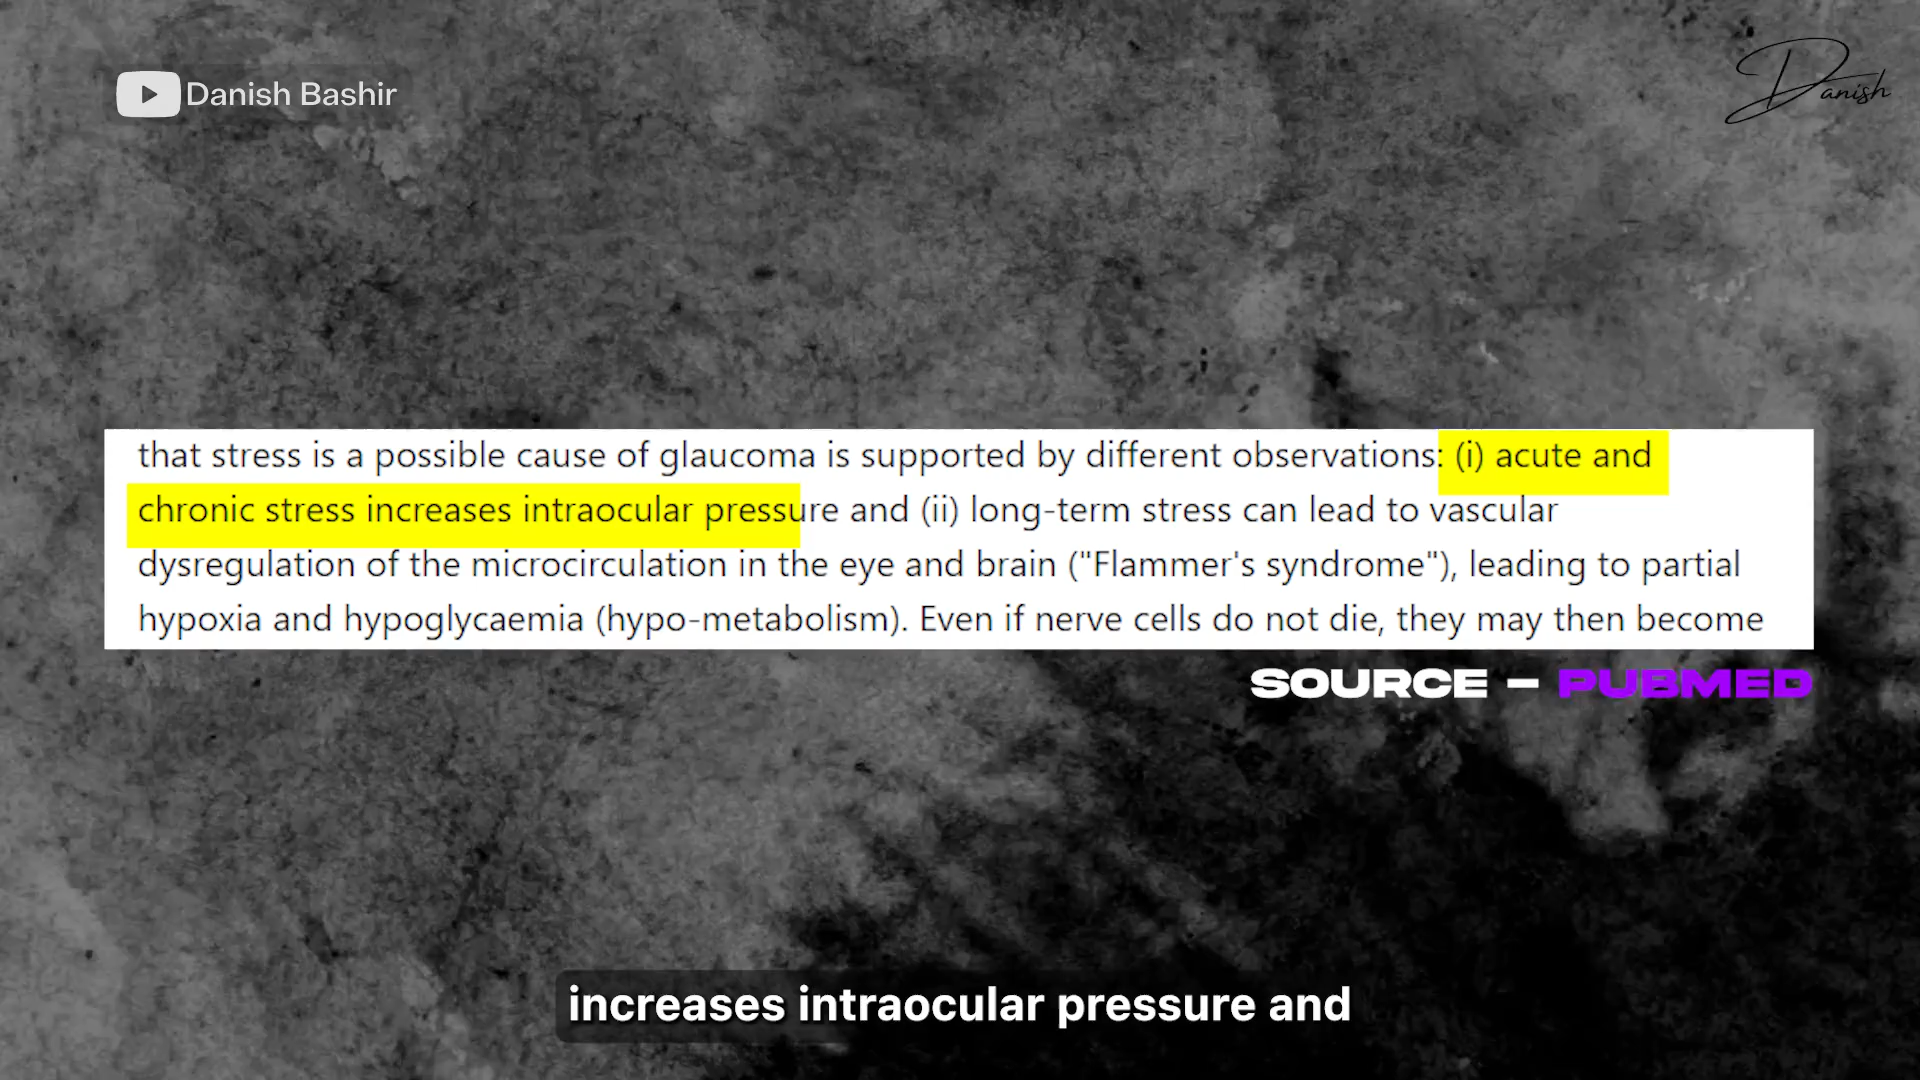 Danish Bashir
Danish
that stress is a possible cause of glaucoma is supported by different observations: (i) acute and
chronic stress increases intraocular pressure and (ii) long-term stress can lead to vascular
dysregulation of the microcirculation in the eye and brain ("Flammer's syndrome"), leading to partial
hypoxia and hypoglycaemia (hypo-metabolism). Even if nerve cells do not die, they may then become
SOURCE – PUBMED
increases intraocular pressure and